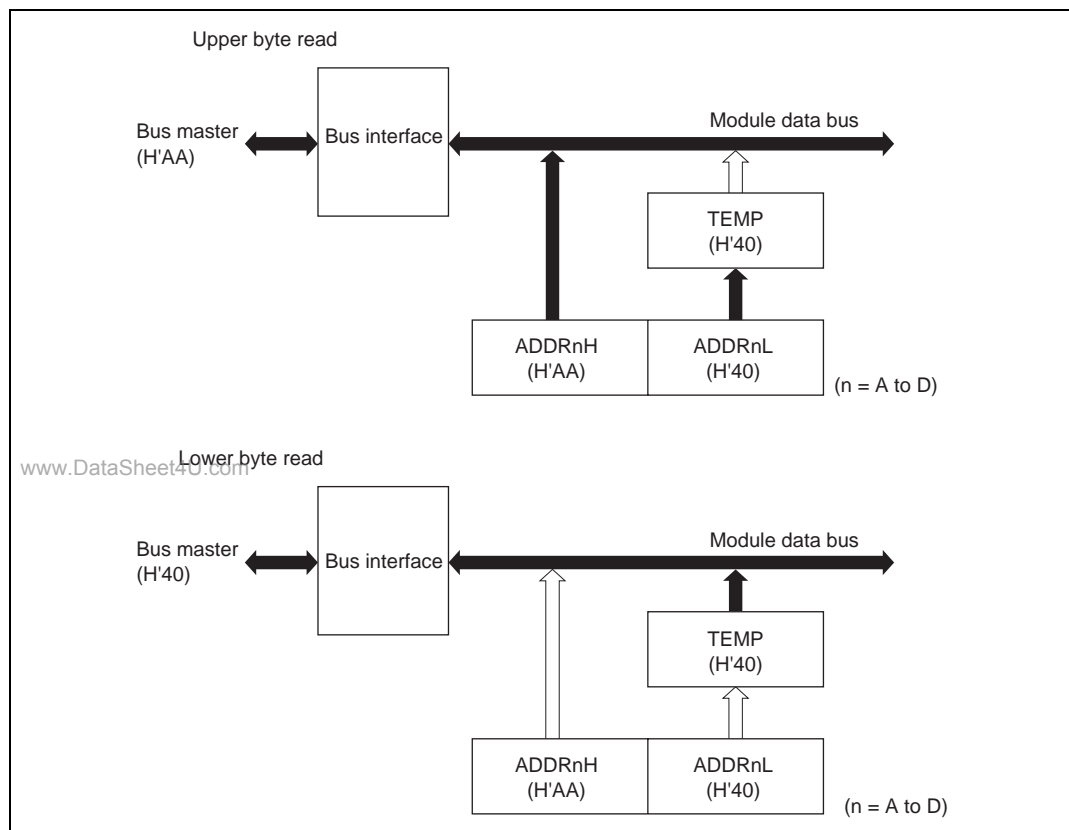 Upper byte read
Bus master
(H'AA)
Bus interface
Module data bus
TEMP
(H'40)
ADDRnH
(H'AA)
ADDRnL
(H'40)
(n = A to D)
www.DataSheet4U.com
Lower byte read
Bus master
(H'40)
Bus interface
Module data bus
TEMP
(H'40)
ADDRnH
(H'AA)
ADDRnL
(H'40)
(n = A to D)